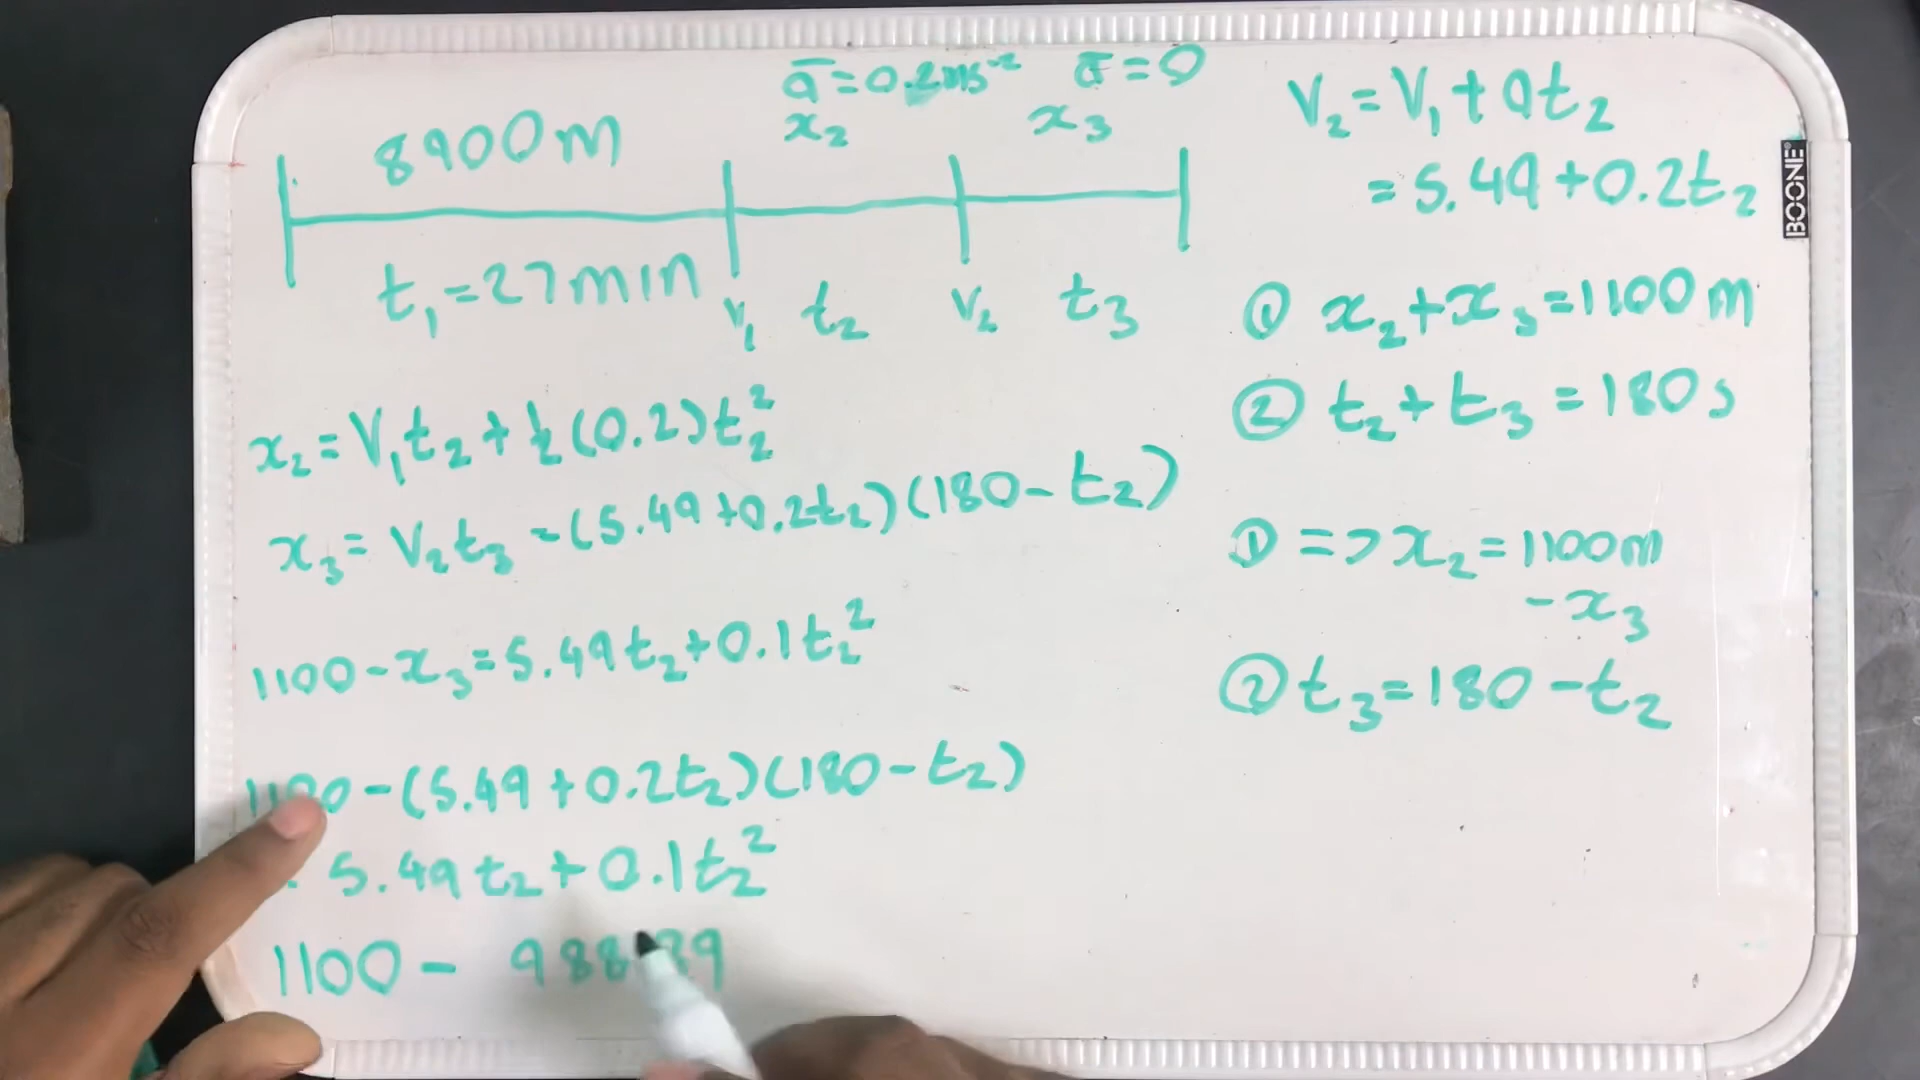 ā=0.2ms⁻² ā=0
8900m x₂ x₃
t₁=27min V₁ t₂ V₂ t₃
x₂=V₁t₂+½(0.2)t₂²
x₃=V₂t₃=(5.49+0.2t₂)(180-t₂)
1100-x₃=5.49t₂+0.1t₂²
1100-(5.49+0.2t₂)(180-t₂)
5.49t₂+0.1t₂²
1100-
V₂=V₁+at₂
=5.49+0.2t₂
① x₂+x₃=1100m
② t₂+t₃=180s
① => x₂=1100m
-x₃
② t₃=180-t₂
BOONE